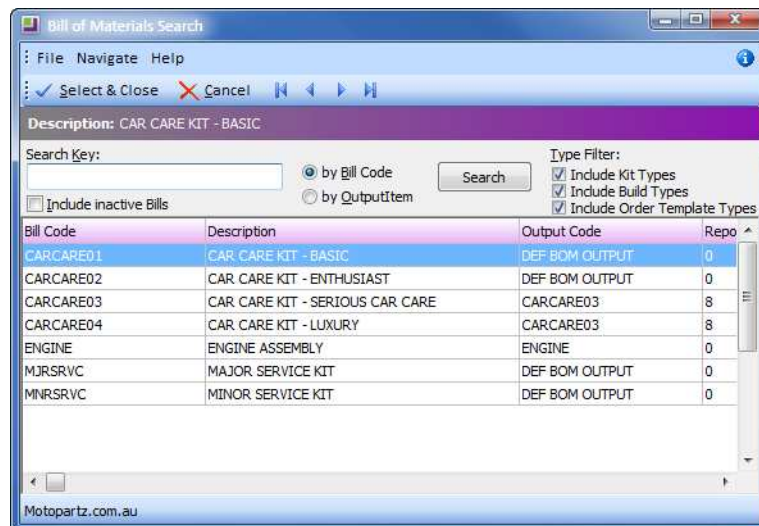 Bill of Materials Search
File Navigate Help
Select & Close Cancel
Description: CAR CARE KIT - BASIC
Search Key:
by Bill Code
by OutputItem
Search
Type Filter:
Include Kit Types
Include Build Types
Include Order Template Types
Include inactive Bills
Bill Code Description Output Code Repo
CARCARE01 CAR CARE KIT - BASIC DEF BOM OUTPUT 0
CARCARE02 CAR CARE KIT - ENTHUSIAST DEF BOM OUTPUT 0
CARCARE03 CAR CARE KIT - SERIOUS CAR CARE CARCARE03 8
CARCARE04 CAR CARE KIT - LUXURY CARCARE03 8
ENGINE ENGINE ASSEMBLY ENGINE 0
MJRSRVC MAJOR SERVICE KIT DEF BOM OUTPUT 0
MNRSRVC MINOR SERVICE KIT DEF BOM OUTPUT 0
Motopartz.com.au